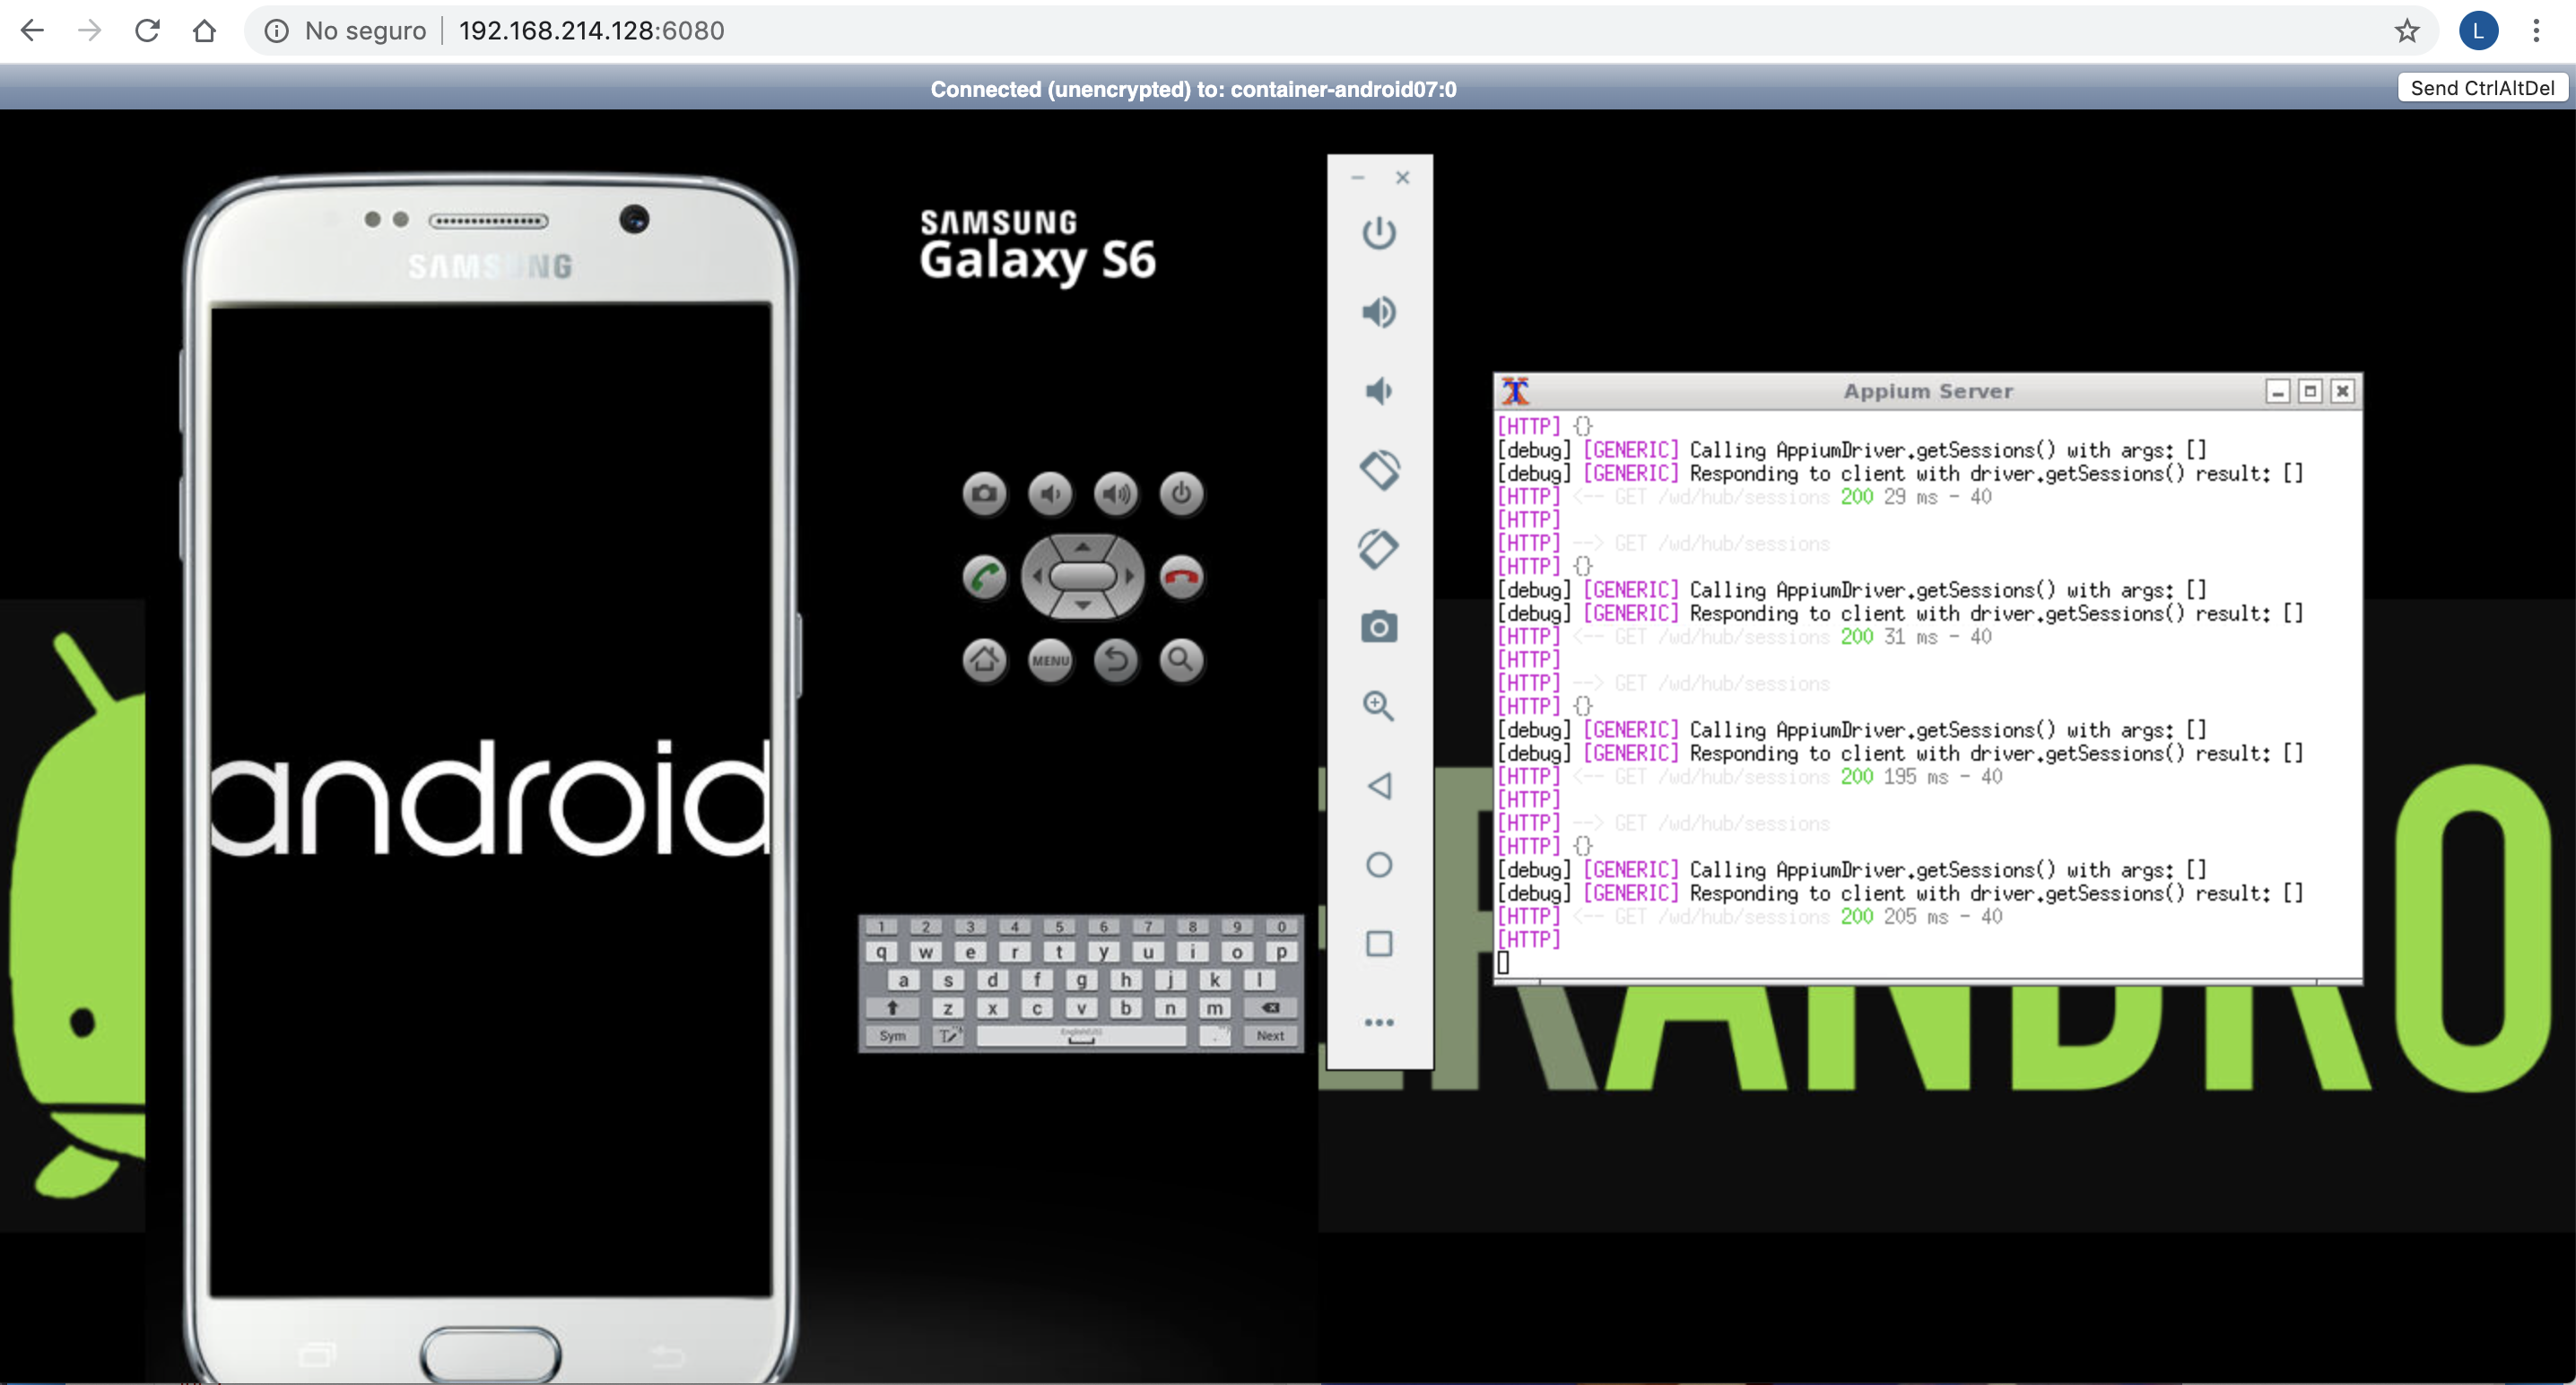 No seguro
192.168.214.128:6080
L
Connected (unencrypted) to: container-android07:0
Send CtrlAltDel
SAMSUNG
android
SAMSUNG
Galaxy S6
MENU
1 2 3 4 5 6 7 8 9 0
q w e r t y u i o p
a s d f g h j k l
z x c v b n m
Sym
English(US)
Next
Appium Server
[HTTP] {}
[debug] [GENERIC] Calling AppiumDriver.getSessions() with args: []
[debug] [GENERIC] Responding to client with driver.getSessions() result: []
[HTTP] <-- GET /wd/hub/sessions 200 29 ms - 40
[HTTP]
[HTTP] --> GET /wd/hub/sessions
[HTTP] {}
[debug] [GENERIC] Calling AppiumDriver.getSessions() with args: []
[debug] [GENERIC] Responding to client with driver.getSessions() result: []
[HTTP] <-- GET /wd/hub/sessions 200 31 ms - 40
[HTTP]
[HTTP] --> GET /wd/hub/sessions
[HTTP] {}
[debug] [GENERIC] Calling AppiumDriver.getSessions() with args: []
[debug] [GENERIC] Responding to client with driver.getSessions() result: []
[HTTP] <-- GET /wd/hub/sessions 200 195 ms - 40
[HTTP]
[HTTP] --> GET /wd/hub/sessions
[HTTP] {}
[debug] [GENERIC] Calling AppiumDriver.getSessions() with args: []
[debug] [GENERIC] Responding to client with driver.getSessions() result: []
[HTTP] <-- GET /wd/hub/sessions 200 205 ms - 40
[HTTP]
ERANDRO